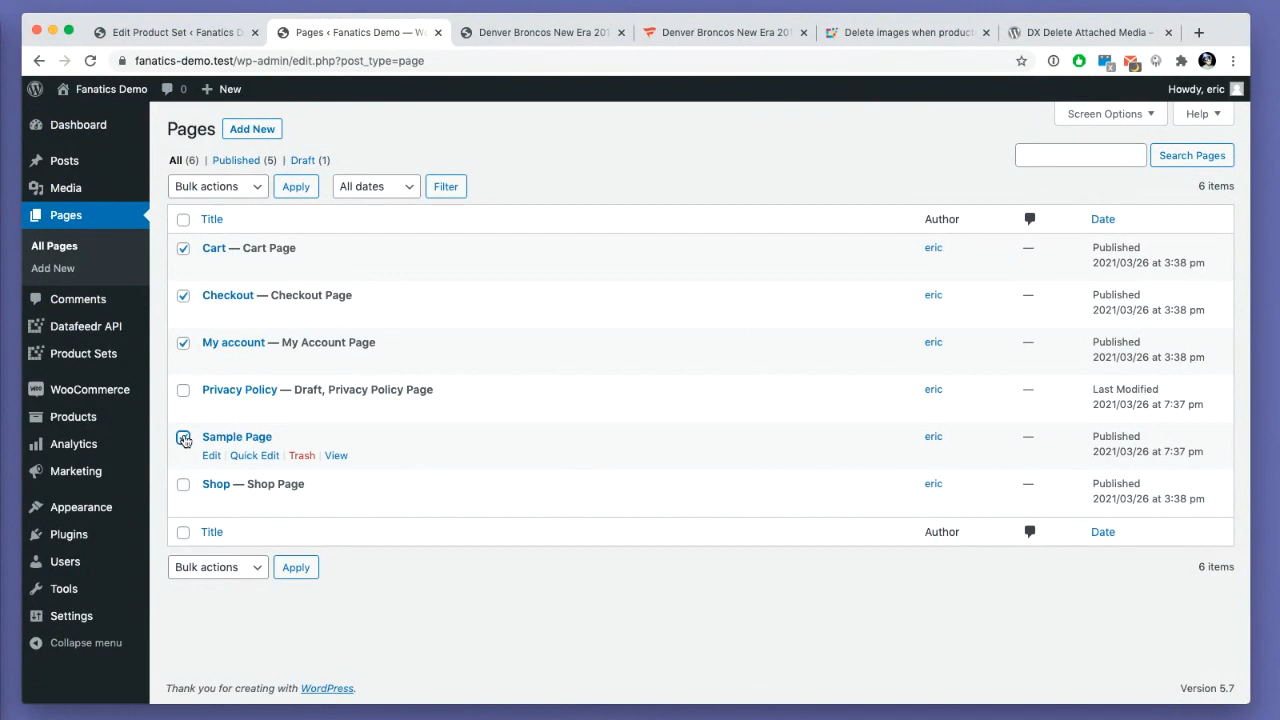 Edit Product Set ‹ Fanatics D
Pages ‹ Fanatics Demo — W
Denver Broncos New Era 201
Denver Broncos New Era 201
Delete images when product
DX Delete Attached Media –
fanatics-demo.test/wp-admin/edit.php?post_type=page
Fanatics Demo 0 New Howdy, eric
Dashboard
Posts
Media
Pages
All Pages
Add New
Comments
Datafeedr API
Product Sets
WooCommerce
Products
Analytics
Marketing
Appearance
Plugins
Users
Tools
Settings
Collapse menu
Screen Options Help
Pages Add New
All (6) | Published (5) | Draft (1)
Search Pages
Bulk actions Apply All dates Filter 6 items
Title Author Date
Cart — Cart Page eric — Published
2021/03/26 at 3:38 pm
Checkout — Checkout Page eric — Published
2021/03/26 at 3:38 pm
My account — My Account Page eric — Published
2021/03/26 at 3:38 pm
Privacy Policy — Draft, Privacy Policy Page eric — Last Modified
2021/03/26 at 7:37 pm
Sample Page eric — Published
Edit | Quick Edit | Trash | View 2021/03/26 at 7:37 pm
Shop — Shop Page eric — Published
2021/03/26 at 3:38 pm
Title Author Date
Bulk actions Apply 6 items
Thank you for creating with WordPress. Version 5.7